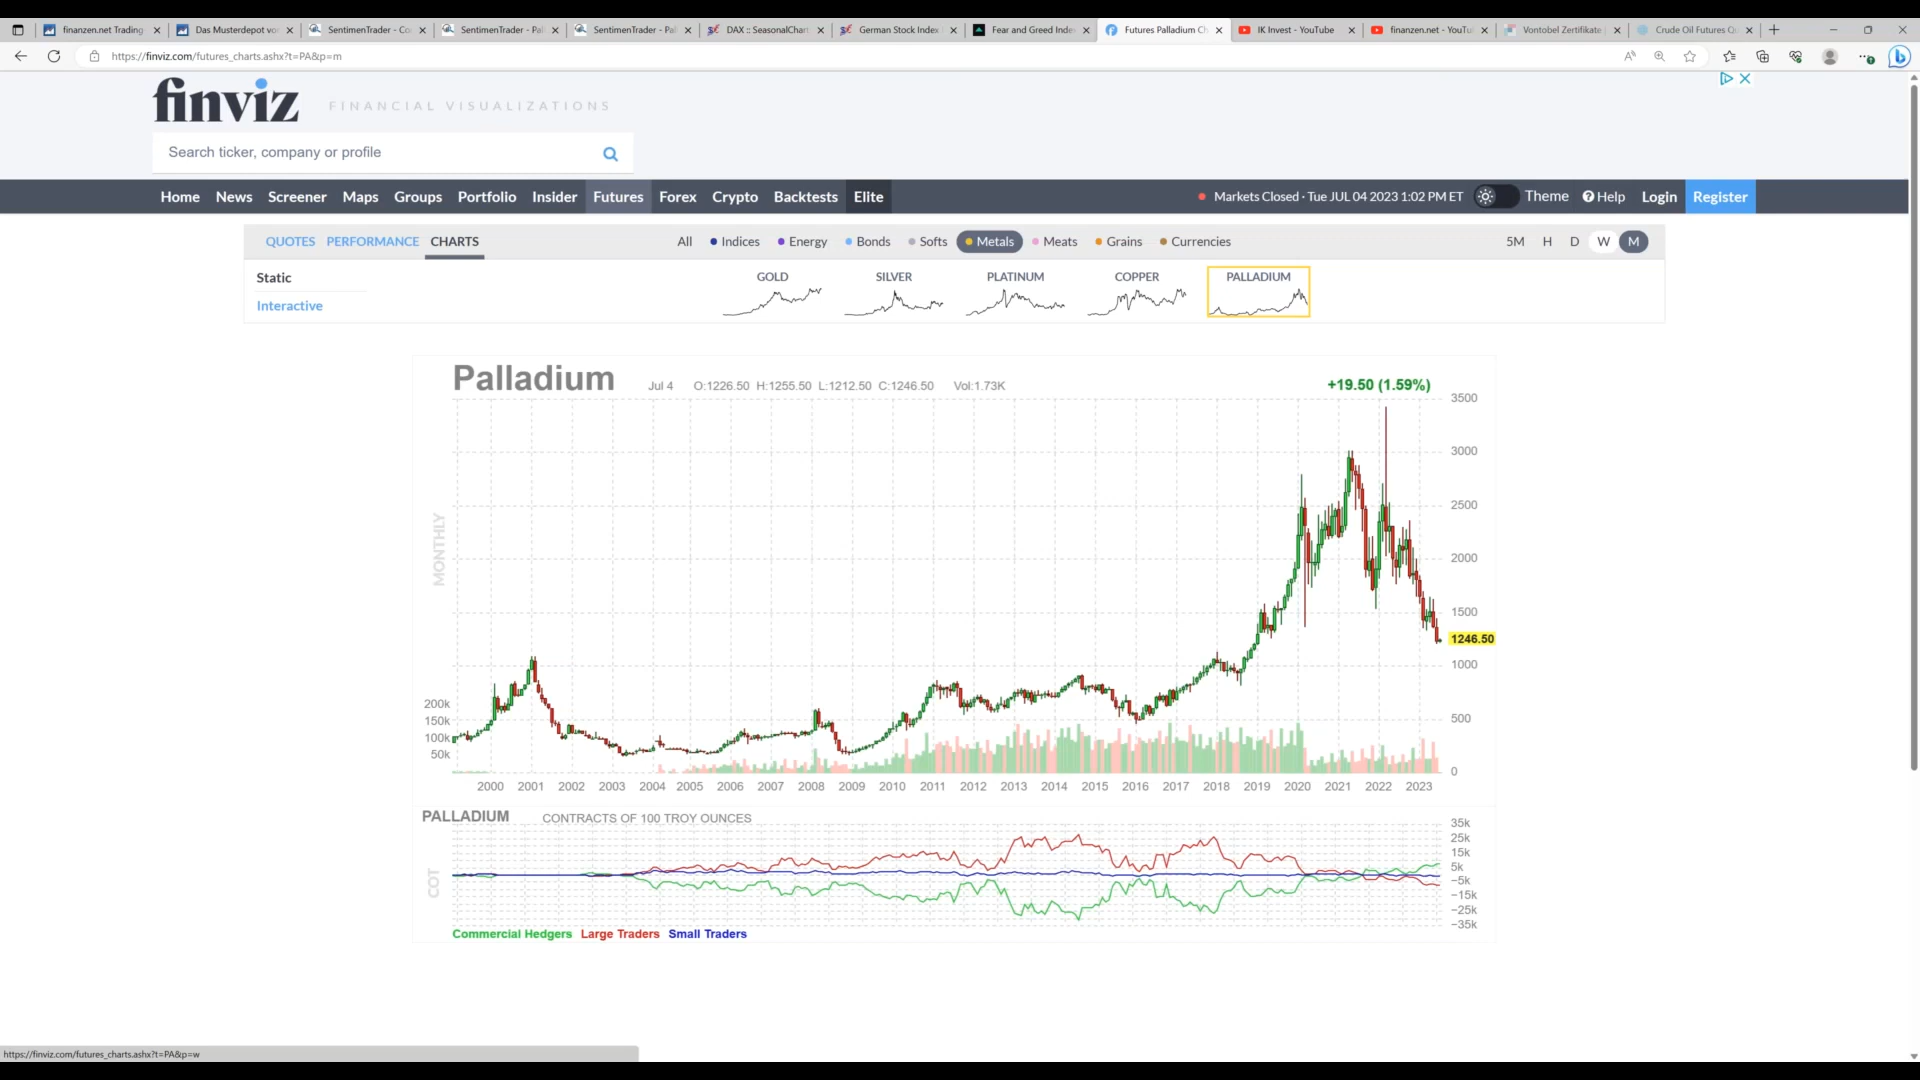 finanzen.net Trading
Das Musterdepot vo
SentimenTrader - Co
SentimenTrader - Pal
SentimenTrader - Pal
DAX :: SeasonalChart
German Stock Index
Fear and Greed Index
Futures Palladium Ch
IK Invest - YouTube
finanzen.net - YouTu
Vontobel Zertifikate
Crude Oil Futures Q
https://finviz.com/futures_charts.ashx?t=PA&p=m
finviz FINANCIAL VISUALIZATIONS
Search ticker, company or profile
Home News Screener Maps Groups Portfolio Insider Futures Forex Crypto Backtests Elite
Markets Closed · Tue JUL 04 2023 1:02 PM ET Theme Help Login Register
QUOTES PERFORMANCE CHARTS
All Indices Energy Bonds Softs Metals Meats Grains Currencies
5M H D W M
Static
Interactive
GOLD SILVER PLATINUM COPPER PALLADIUM
Palladium Jul 4 O:1226.50 H:1255.50 L:1212.50 C:1246.50 Vol:1.73K +19.50 (1.59%)
MONTHLY
3500
3000
2500
2000
1500
1246.50
1000
500
0
200k
150k
100k
50k
2000 2001 2002 2003 2004 2005 2006 2007 2008 2009 2010 2011 2012 2013 2014 2015 2016 2017 2018 2019 2020 2021 2022 2023
PALLADIUM CONTRACTS OF 100 TROY OUNCES
COT
35k
25k
15k
5k
−5k
−15k
−25k
−35k
Commercial Hedgers Large Traders Small Traders
https://finviz.com/futures_charts.ashx?t=PA&p=w